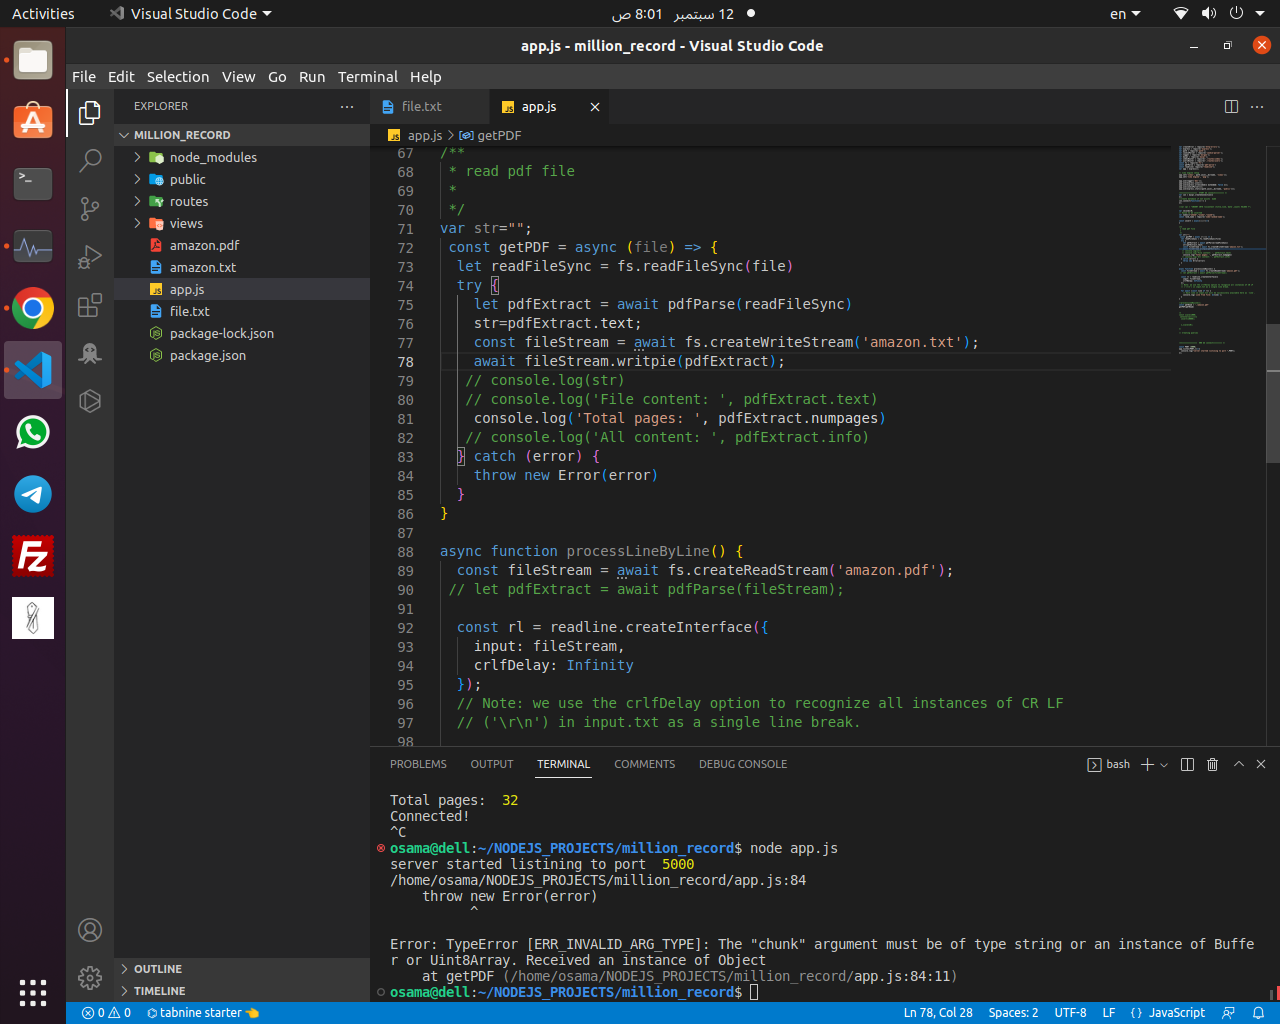 Activities
Visual Studio Code
12 سبتمبر 8:01 ص
en
app.js - million_record - Visual Studio Code
File Edit Selection View Go Run Terminal Help
EXPLORER
MILLION_RECORD
node_modules
public
routes
views
amazon.pdf
amazon.txt
app.js
file.txt
package-lock.json
package.json
OUTLINE
TIMELINE
file.txt
app.js
app.js > getPDF
67 /**
68 * read pdf file
69 *
70 */
71 var str="";
72 const getPDF = async (file) => {
73 let readFileSync = fs.readFileSync(file)
74 try {
75 let pdfExtract = await pdfParse(readFileSync)
76 str=pdfExtract.text;
77 const fileStream = await fs.createWriteStream('amazon.txt');
78 await fileStream.writpie(pdfExtract);
79 // console.log(str)
80 // console.log('File content: ', pdfExtract.text)
81 console.log('Total pages: ', pdfExtract.numpages)
82 // console.log('All content: ', pdfExtract.info)
83 } catch (error) {
84 throw new Error(error)
85 }
86 }
87
88 async function processLineByLine() {
89 const fileStream = await fs.createReadStream('amazon.pdf');
90 // let pdfExtract = await pdfParse(fileStream);
91
92 const rl = readline.createInterface({
93 input: fileStream,
94 crlfDelay: Infinity
95 });
96 // Note: we use the crlfDelay option to recognize all instances of CR LF
97 // ('\r\n') in input.txt as a single line break.
98
PROBLEMS OUTPUT TERMINAL COMMENTS DEBUG CONSOLE
bash
Total pages:  32
Connected!
^C
osama@dell:~/NODEJS_PROJECTS/million_record$ node app.js
server started listining to port  5000
/home/osama/NODEJS_PROJECTS/million_record/app.js:84
throw new Error(error)
^
Error: TypeError [ERR_INVALID_ARG_TYPE]: The "chunk" argument must be of type string or an instance of Buffe
r or Uint8Array. Received an instance of Object
at getPDF (/home/osama/NODEJS_PROJECTS/million_record/app.js:84:11)
osama@dell:~/NODEJS_PROJECTS/million_record$
0 0 tabnine starter
Ln 78, Col 28 Spaces: 2 UTF-8 LF {} JavaScript